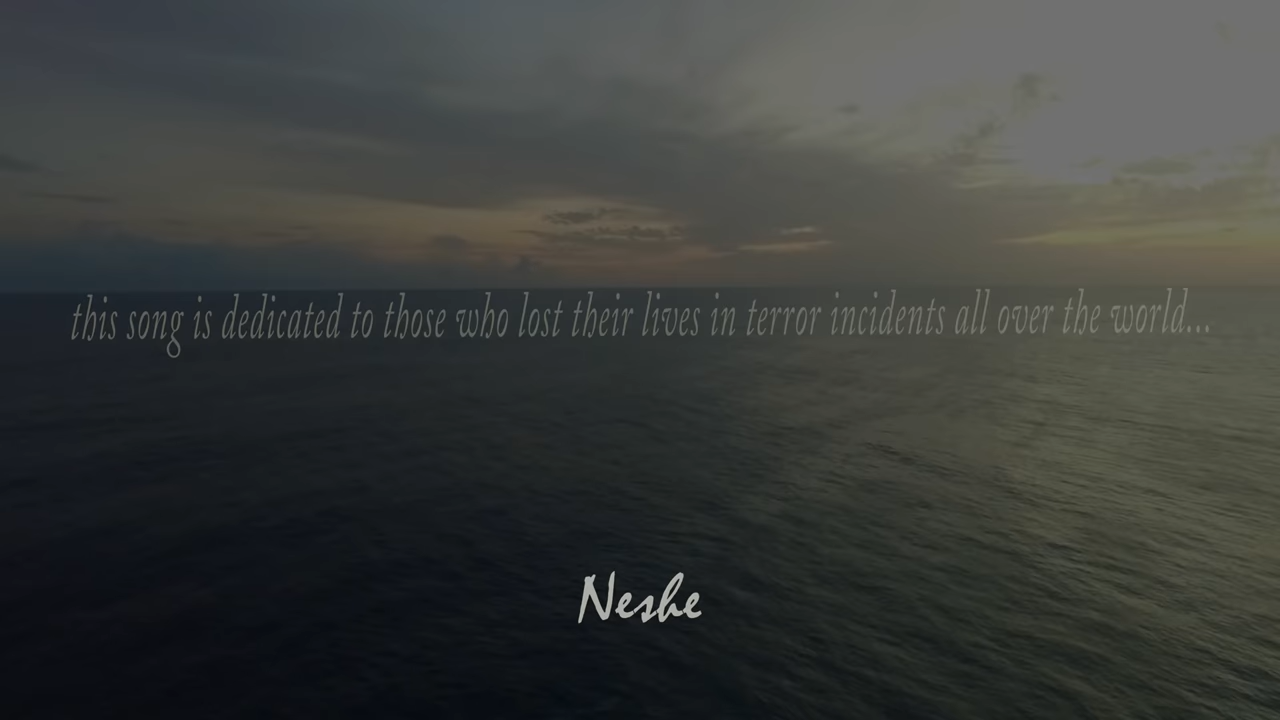 this song is dedicated to those who lost their lives in terror incidents all over the world...
Neshe